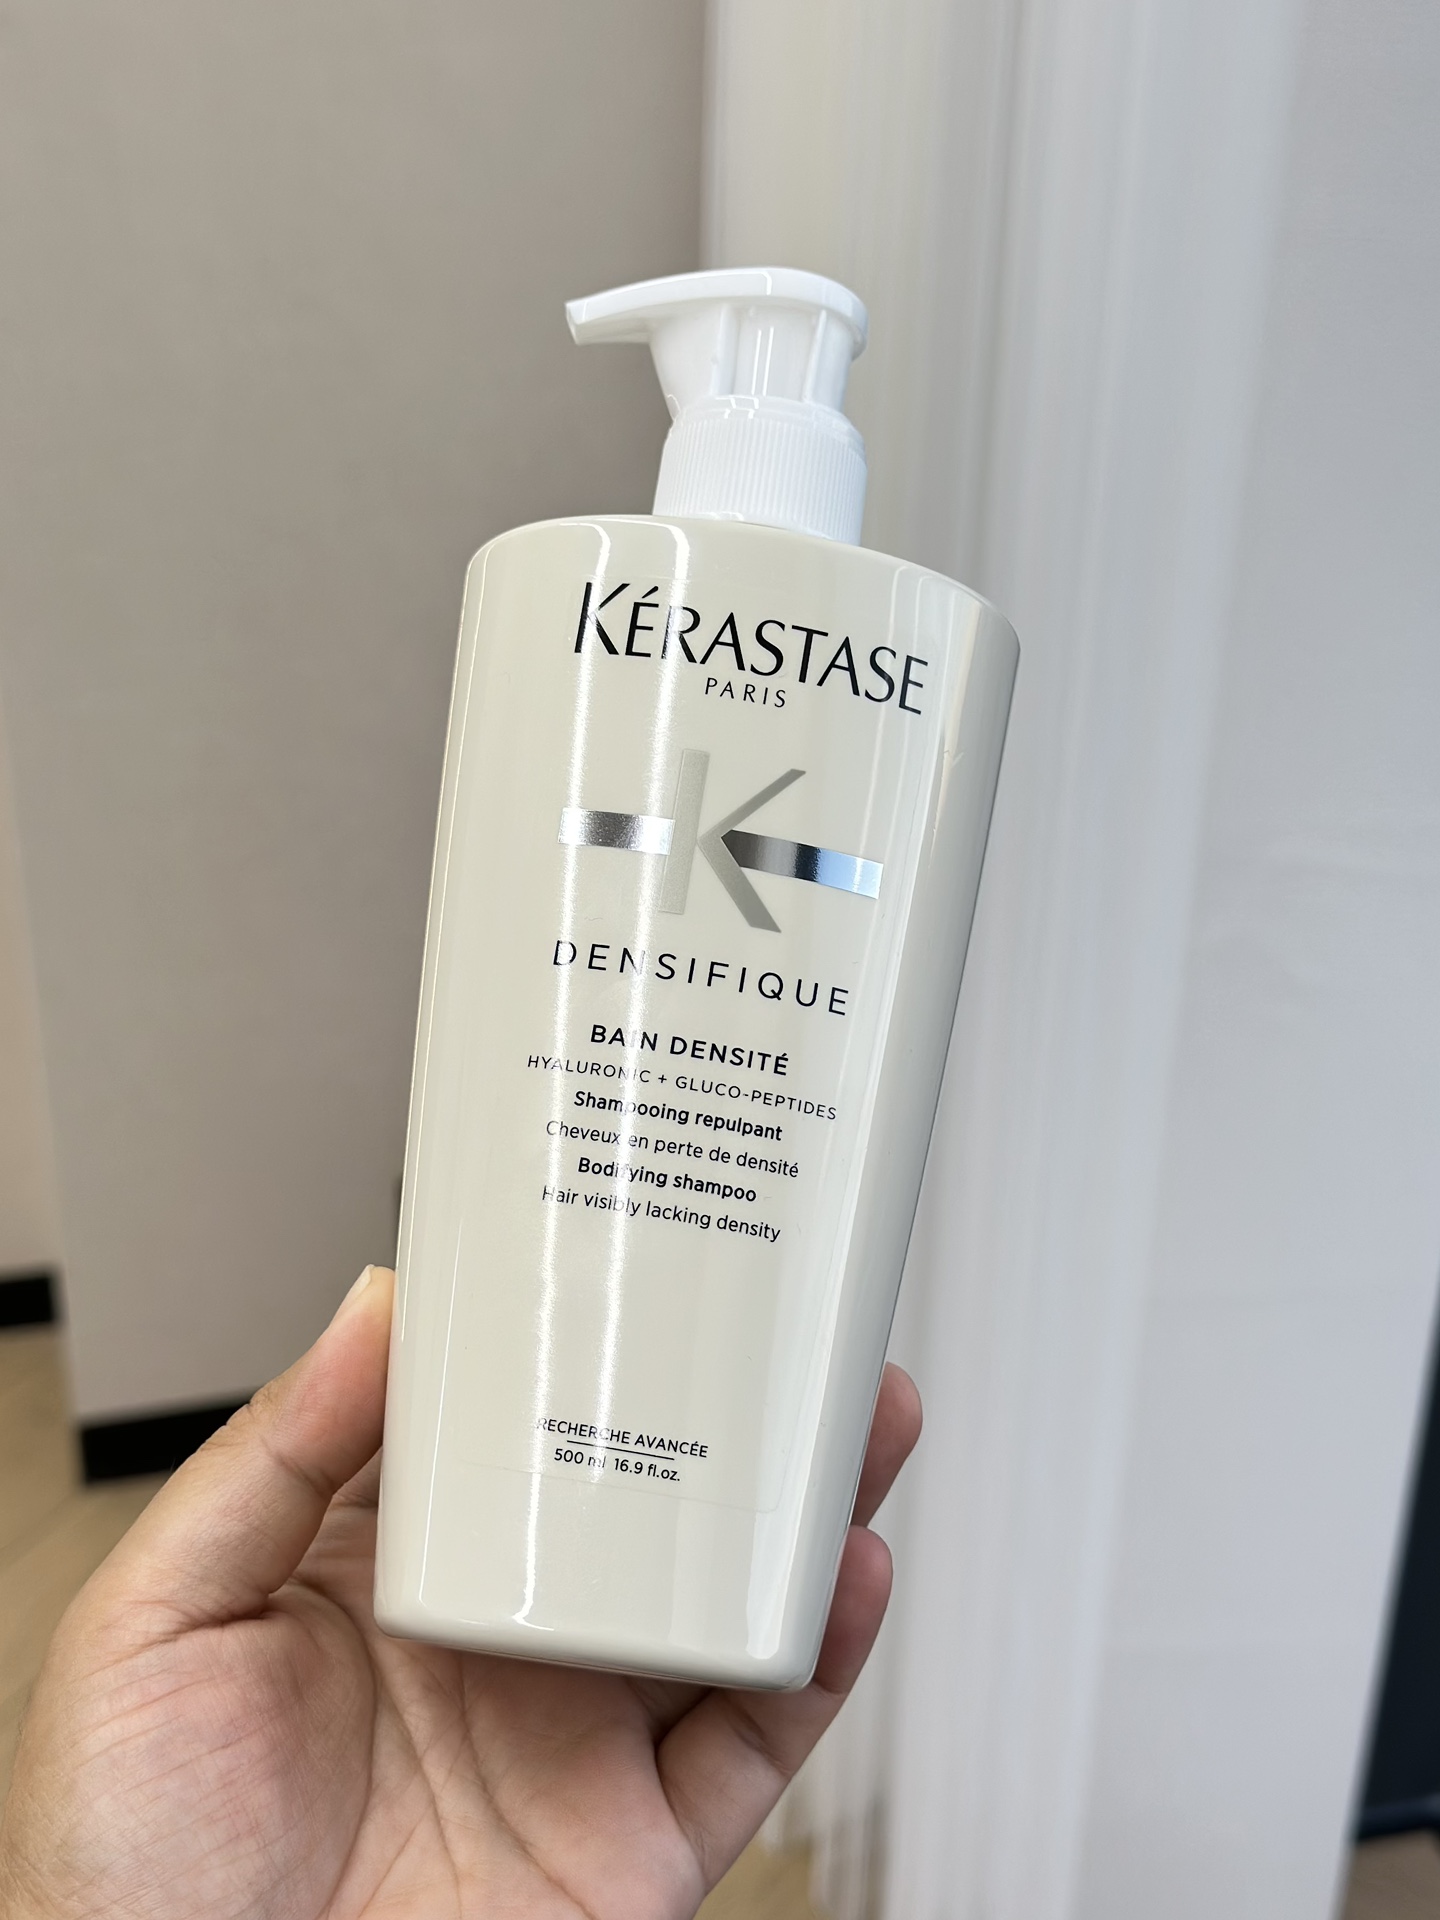 KÉRASTASE
PARIS
K
DENSIFIQUE
BAIN DENSITÉ
HYALURONIC + GLUCO-PEPTIDES
Shampooing repulpant
Cheveux en perte de densité
Bodifying shampoo
Hair visibly lacking density
RECHERCHE AVANCÉE
500 ml 16.9 fl.oz.